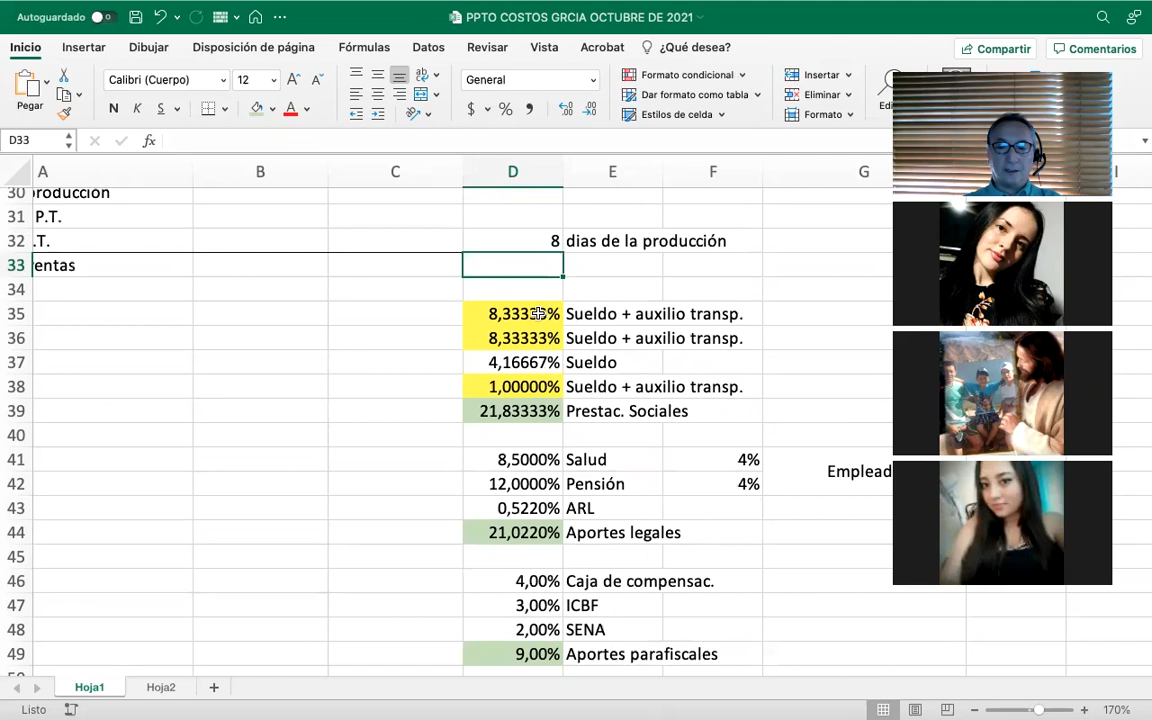 Autoguardado
PPTO COSTOS GRCIA OCTUBRE DE 2021
Inicio Insertar Dibujar Disposición de página Fórmulas Datos Revisar Vista Acrobat ¿Qué desea? Compartir Comentarios
Pegar
Calibri (Cuerpo) 12
N K S
General
$ %
Formato condicional
Dar formato como tabla
Estilos de celda
Insertar
Eliminar
Formato
D33 fx
A B C D E F G I
30 producción
31 P.T.
32 .T. 8 dias de la producción
33 ventas
34
35 8,33333% Sueldo + auxilio transp.
36 8,33333% Sueldo + auxilio transp.
37 4,16667% Sueldo
38 1,00000% Sueldo + auxilio transp.
39 21,83333% Prestac. Sociales
40
41 8,5000% Salud 4%
Emplead
42 12,0000% Pensión 4%
43 0,5220% ARL
44 21,0220% Aportes legales
45
46 4,00% Caja de compensac.
47 3,00% ICBF
48 2,00% SENA
49 9,00% Aportes parafiscales
Hoja1 Hoja2 +
Listo 170%